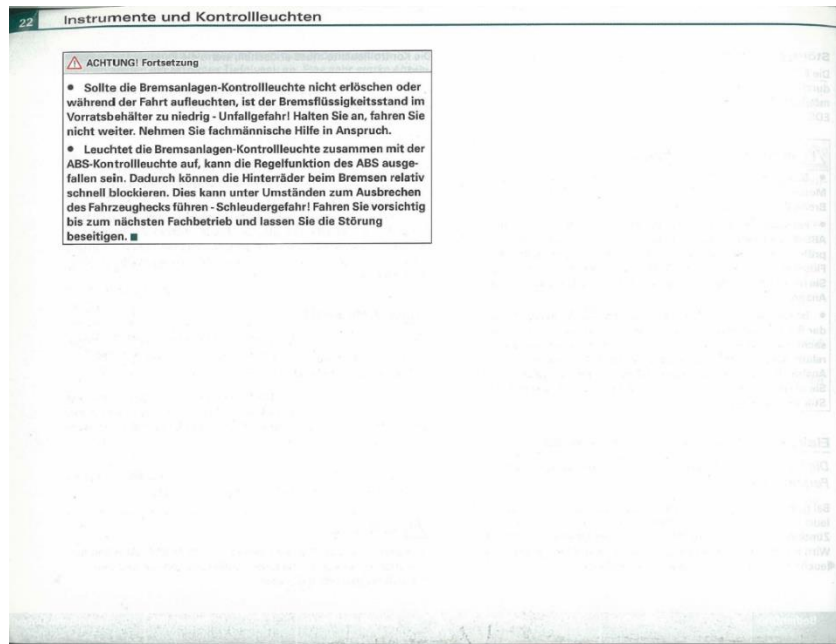 22
Instrumente und Kontrollleuchten
ACHTUNG! Fortsetzung
• Sollte die Bremsanlagen-Kontrollleuchte nicht erlöschen oder
während der Fahrt aufleuchten, ist der Bremsflüssigkeitsstand im
Vorratsbehälter zu niedrig - Unfallgefahr! Halten Sie an, fahren Sie
nicht weiter. Nehmen Sie fachmännische Hilfe in Anspruch.
• Leuchtet die Bremsanlagen-Kontrollleuchte zusammen mit der
ABS-Kontrollleuchte auf, kann die Regelfunktion des ABS ausge-
fallen sein. Dadurch können die Hinterräder beim Bremsen relativ
schnell blockieren. Dies kann unter Umständen zum Ausbrechen
des Fahrzeughecks führen - Schleudergefahr! Fahren Sie vorsichtig
bis zum nächsten Fachbetrieb und lassen Sie die Störung
beseitigen. ■